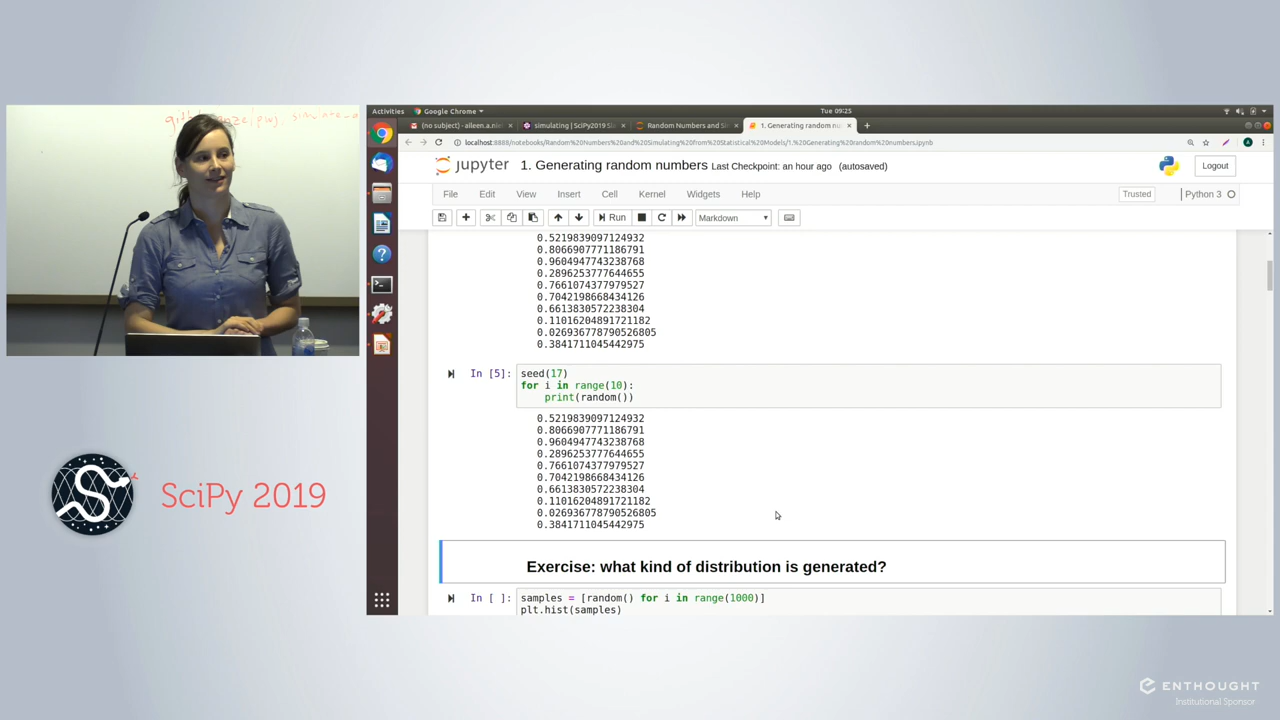 Activities
Google Chrome
Tue 09:25
(no subject) - aileen.a.nie
simulating | SciPy2019 Si
Random Numbers and Si
1. Generating random nu
localhost:8888/notebooks/Random%20Numbers%20and%20Simulating%20from%20Statistical%20Models/1.%20Generating%20random%20numbers.ipynb
jupyter 1. Generating random numbers Last Checkpoint: an hour ago (autosaved)
Logout
File Edit View Insert Cell Kernel Widgets Help
Trusted
Python 3
Run
Markdown
0.5219839097124932
0.8066907771186791
0.9604947743238768
0.2896253777644655
0.7661074377979527
0.7042198668434126
0.6613830572238304
0.11016204891721182
0.026936778790526805
0.3841711045442975
In [5]: seed(17)
for i in range(10):
print(random())
0.5219839097124932
0.8066907771186791
0.9604947743238768
0.2896253777644655
0.7661074377979527
0.7042198668434126
0.6613830572238304
0.11016204891721182
0.026936778790526805
0.3841711045442975
Exercise: what kind of distribution is generated?
In [ ]: samples = [random() for i in range(1000)]
plt.hist(samples)
SciPy 2019
ENTHOUGHT
Institutional Sponsor